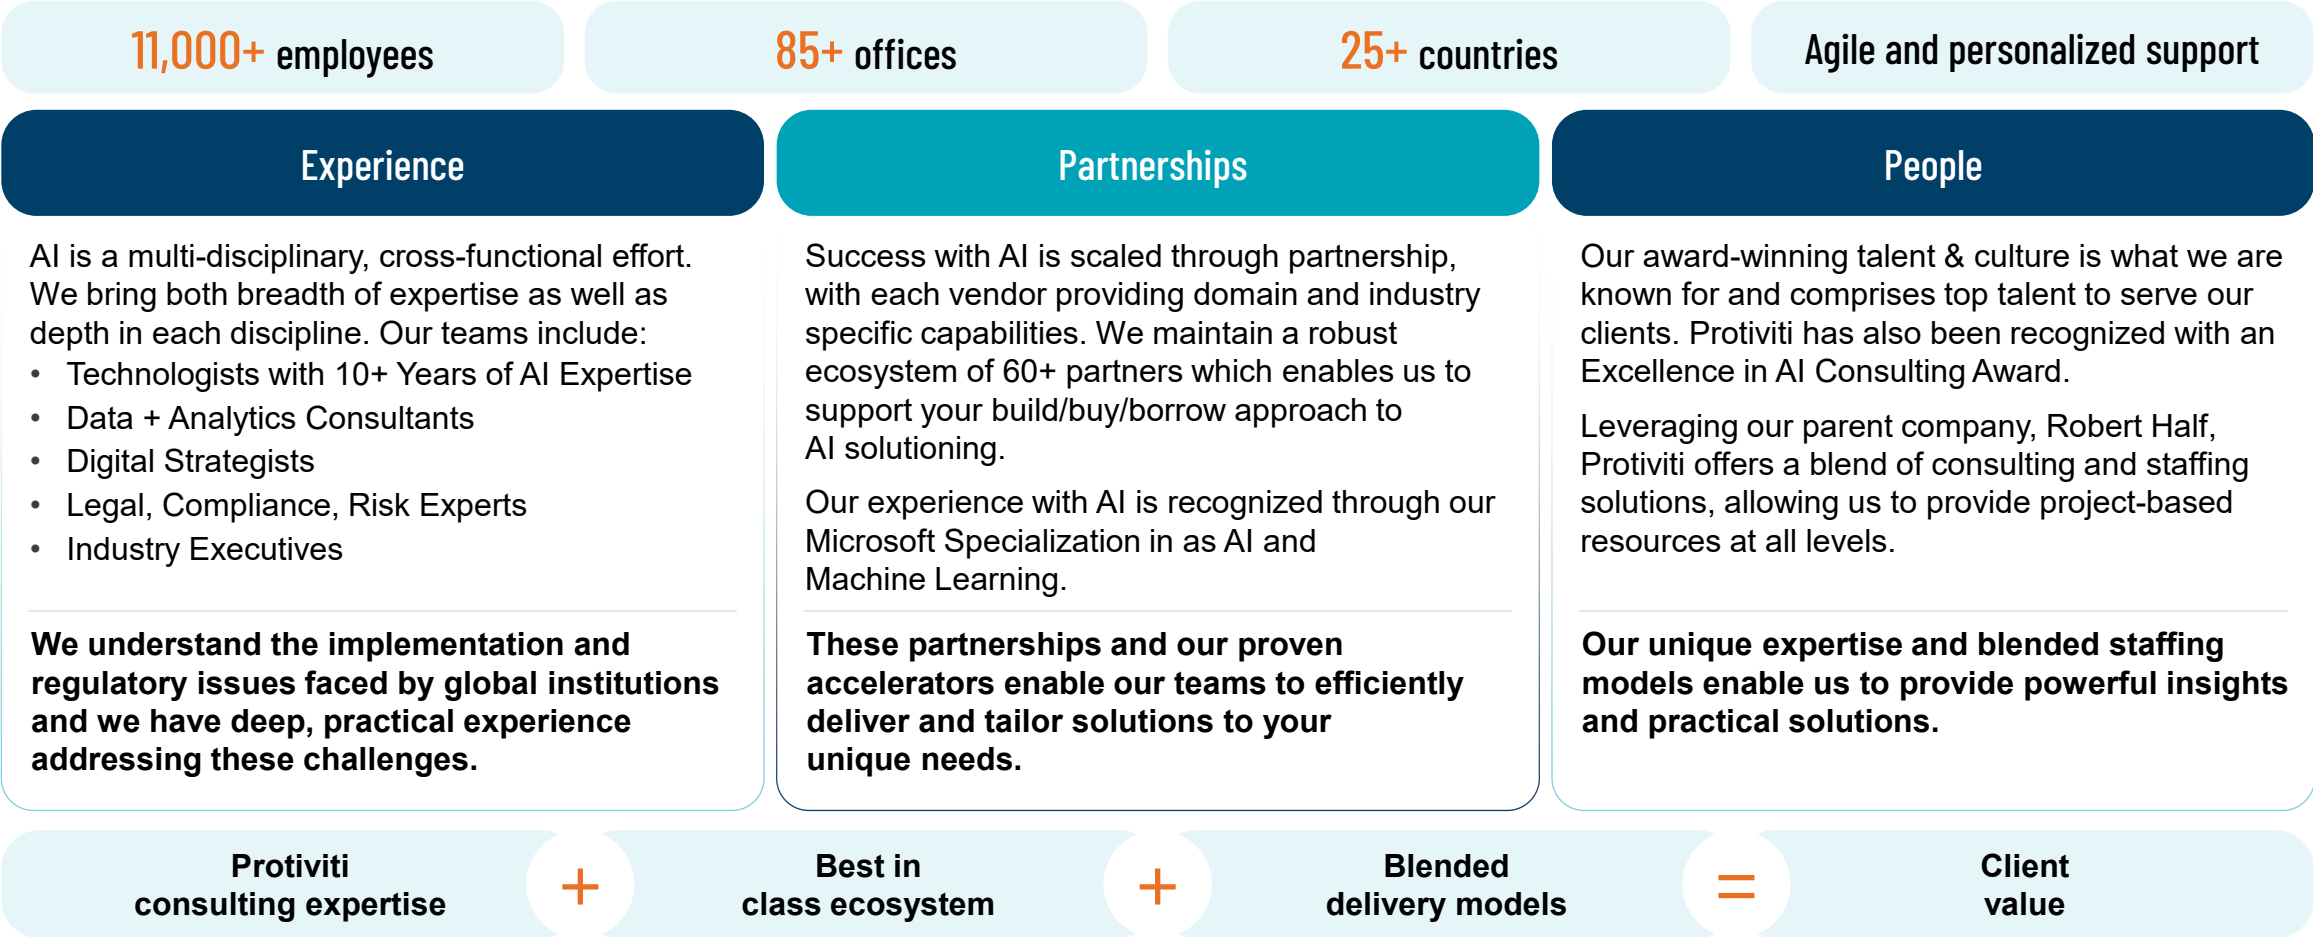 11,000+ employees
85+ offices
25+ countries
Agile and personalized support
Experience
AI is a multi-disciplinary, cross-functional effort.
We bring both breadth of expertise as well as
depth in each discipline. Our teams include:
• Technologists with 10+ Years of AI Expertise
• Data + Analytics Consultants
• Digital Strategists
• Legal, Compliance, Risk Experts
• Industry Executives
We understand the implementation and
regulatory issues faced by global institutions
and we have deep, practical experience
addressing these challenges.
Partnerships
Success with AI is scaled through partnership,
with each vendor providing domain and industry
specific capabilities. We maintain a robust
ecosystem of 60+ partners which enables us to
support your build/buy/borrow approach to
AI solutioning.
Our experience with AI is recognized through our
Microsoft Specialization in as AI and
Machine Learning.
These partnerships and our proven
accelerators enable our teams to efficiently
deliver and tailor solutions to your
unique needs.
People
Our award-winning talent & culture is what we are
known for and comprises top talent to serve our
clients. Protiviti has also been recognized with an
Excellence in AI Consulting Award.
Leveraging our parent company, Robert Half,
Protiviti offers a blend of consulting and staffing
solutions, allowing us to provide project-based
resources at all levels.
Our unique expertise and blended staffing
models enable us to provide powerful insights
and practical solutions.
Protiviti
consulting expertise
+
Best in
class ecosystem
+
Blended
delivery models
=
Client
value